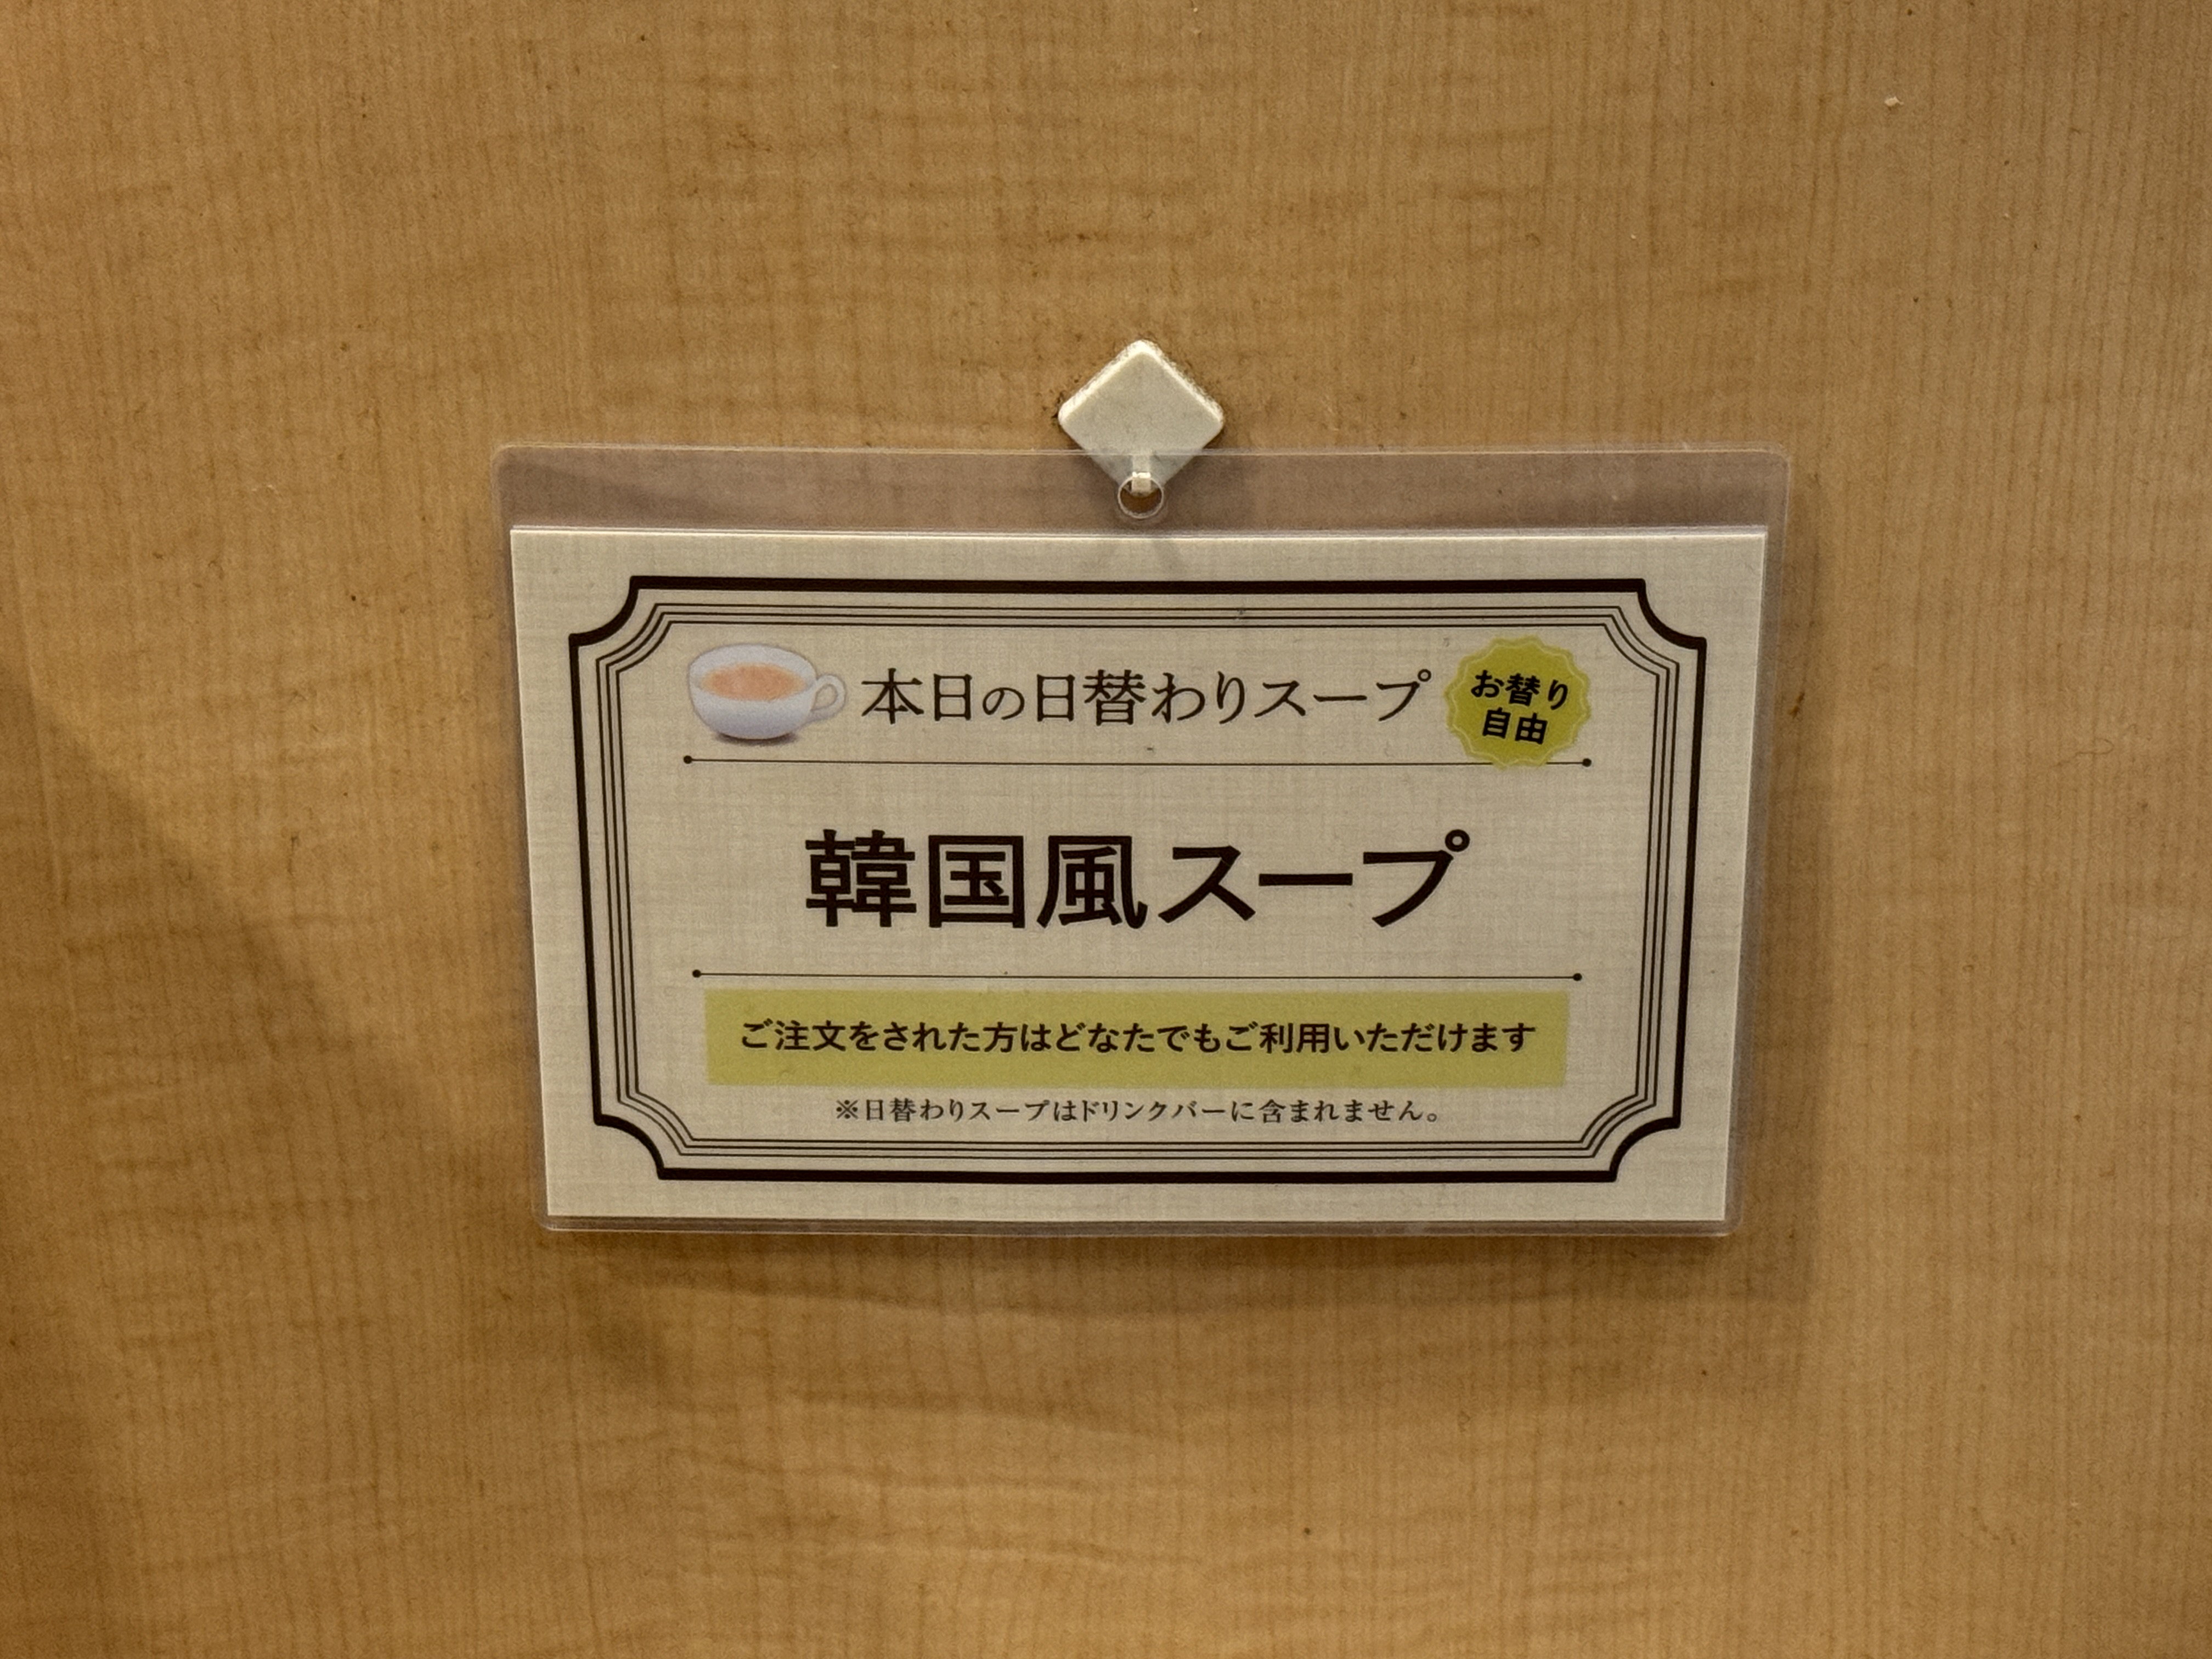 本日の日替わりスープ
お替り
自由
韓国風スープ
ご注文をされた方はどなたでもご利用いただけます
※日替わりスープはドリンクバーに含まれません。